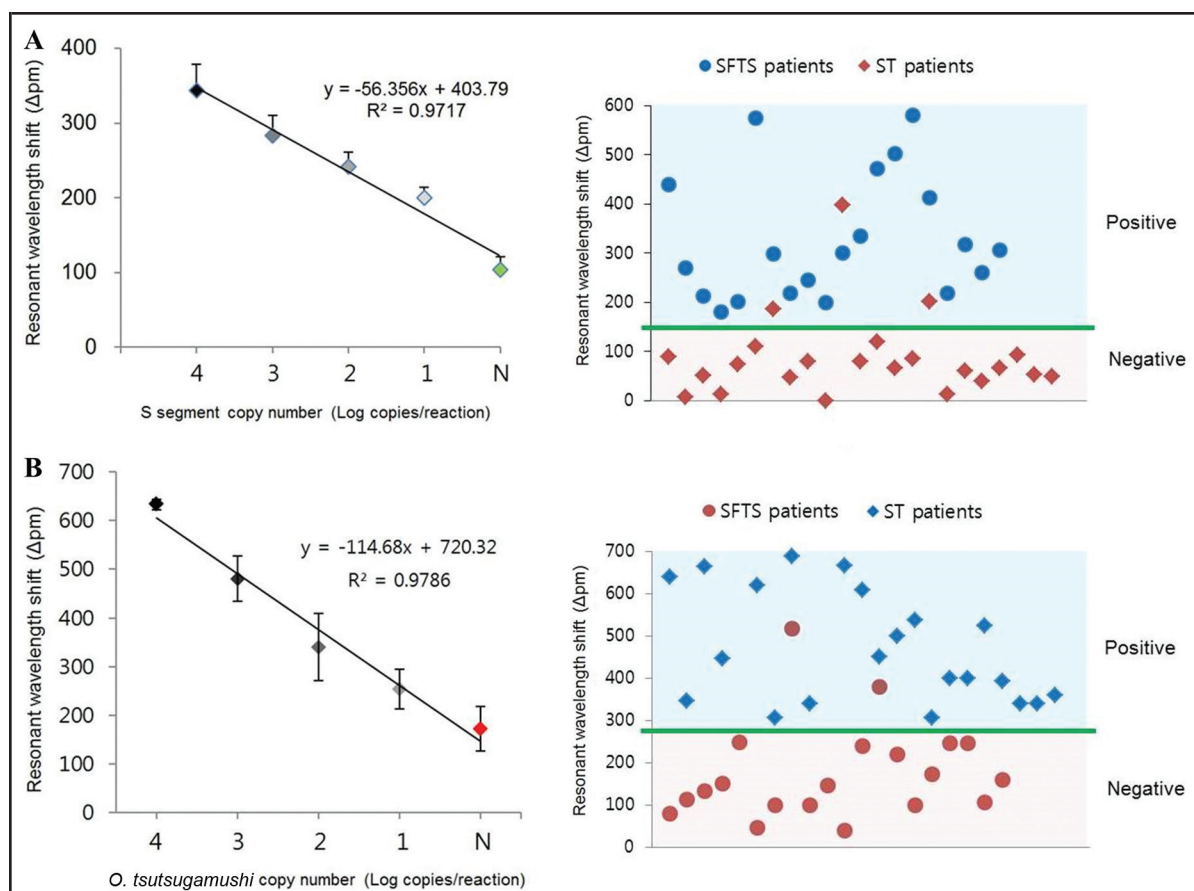 A
Resonant wavelength shift (Δpm)
400
300
200
100
0
y = -56.356x + 403.79
R² = 0.9717
4 3 2 1 N
S segment copy number (Log copies/reaction)
SFTS patients ST patients
Resonant wavelength shift (Δpm)
600
500
400
300
200
100
0
Positive
Negative
B
Resonant wavelength shift (Δpm)
700
600
500
400
300
200
100
0
y = -114.68x + 720.32
R² = 0.9786
4 3 2 1 N
O. tsutsugamushi copy number (Log copies/reaction)
SFTS patients ST patients
Resonant wavelength shift (Δpm)
700
600
500
400
300
200
100
0
Positive
Negative